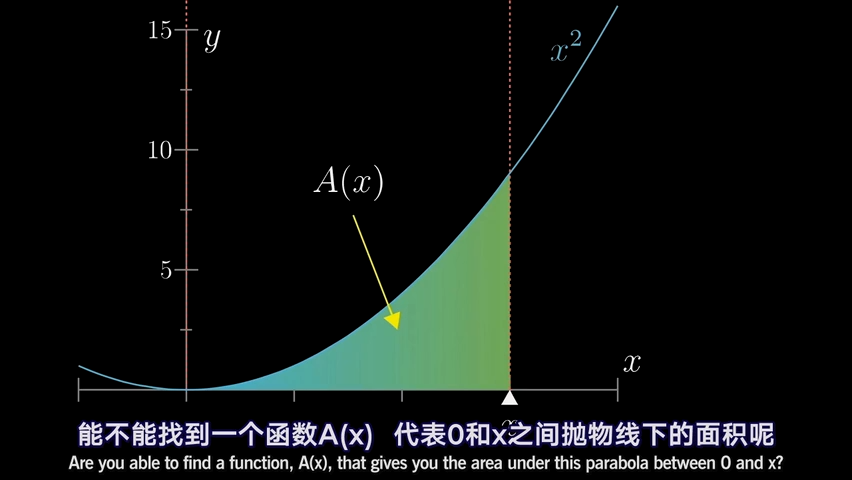 15
y
x²
10
A(x)
5
x
能不能找到一个函数A(x) 代表0和x之间抛物线下的面积呢
Are you able to find a function, A(x), that gives you the area under this parabola between 0 and x?